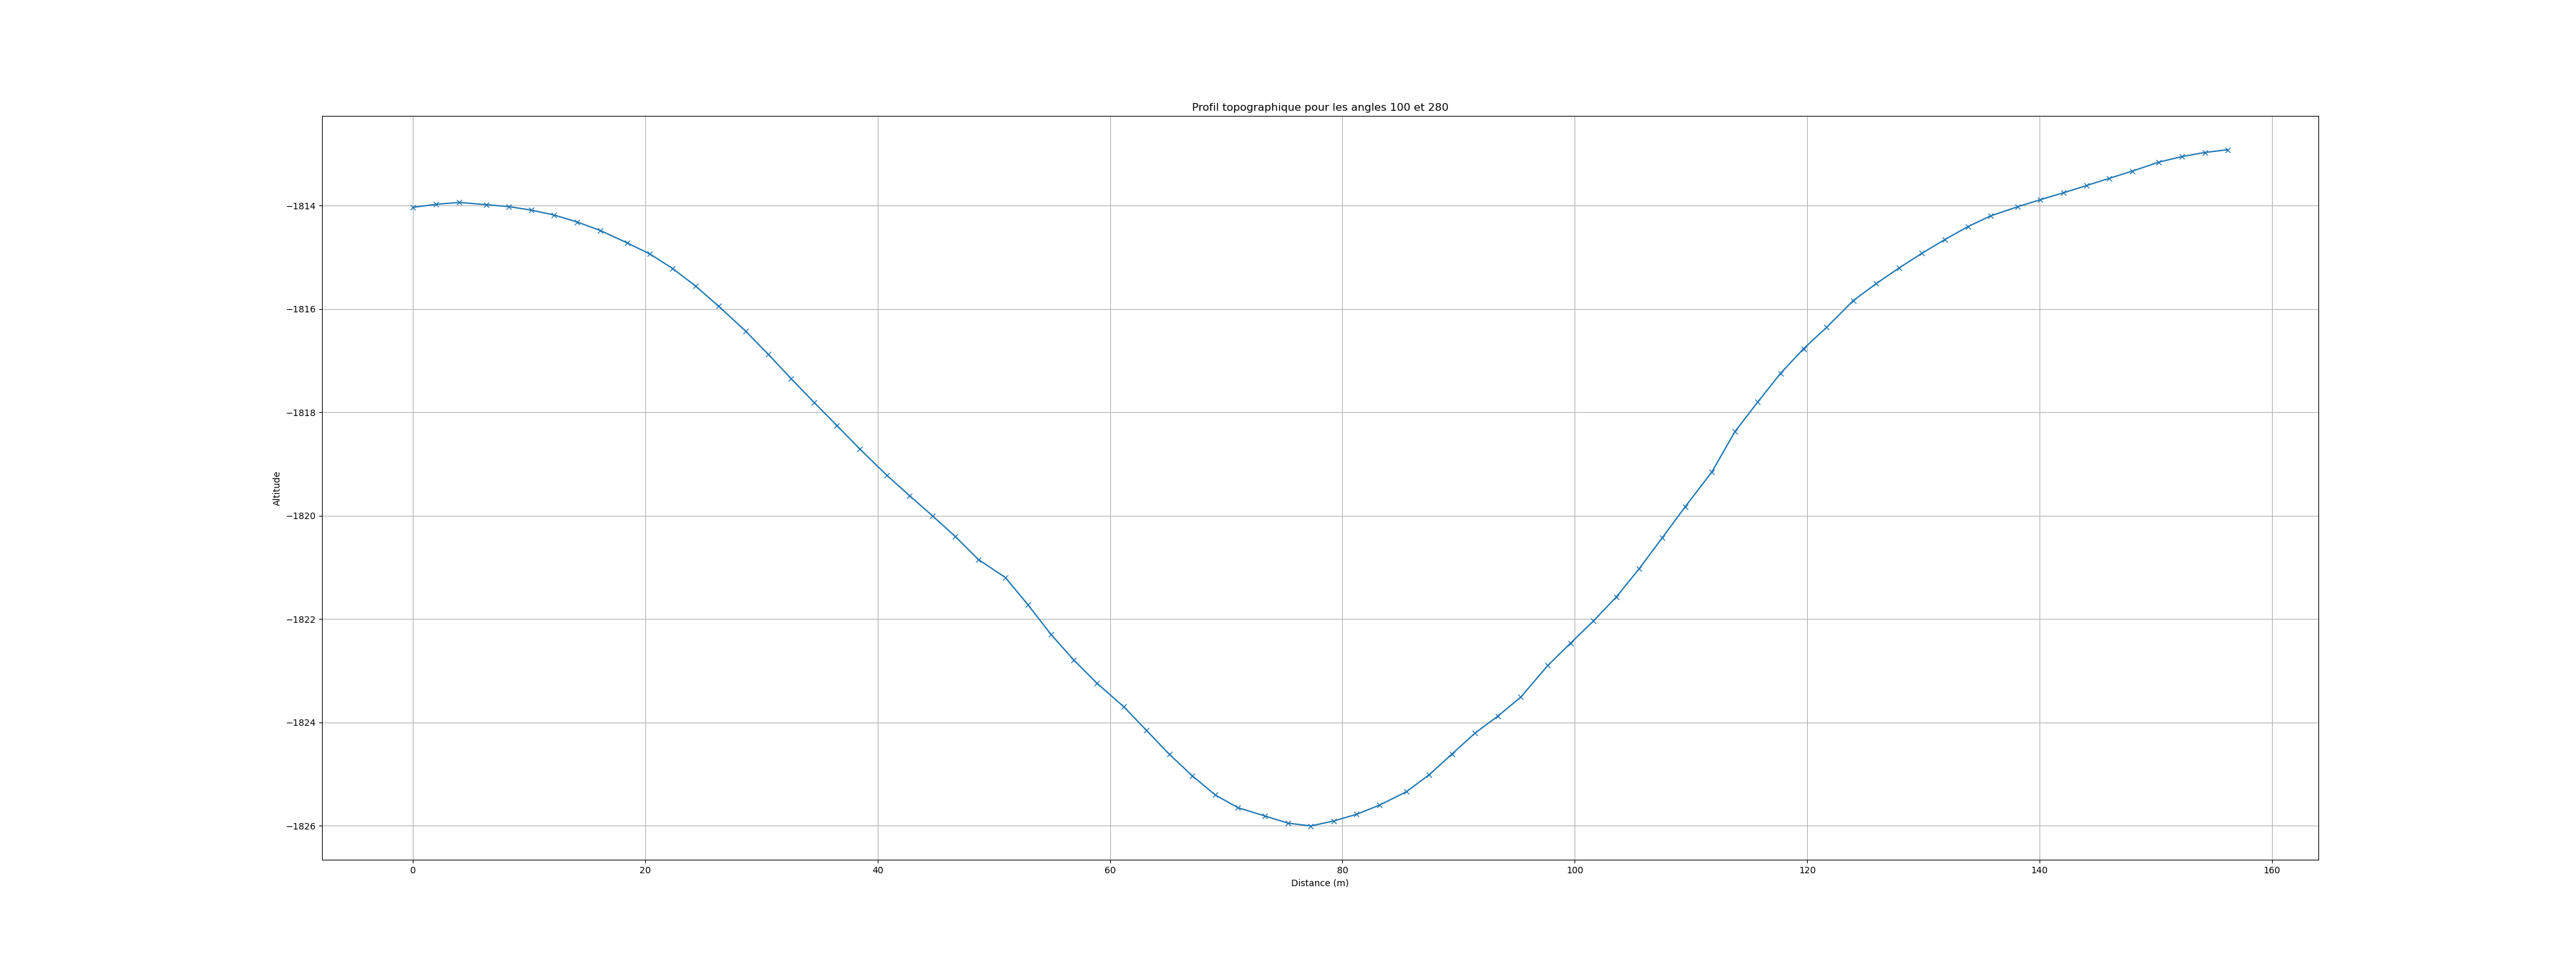 Profil topographique pour les angles 100 et 280
Altitude
−1814
−1816
−1818
−1820
−1822
−1824
−1826
0 20 40 60 80 100 120 140 160
Distance (m)